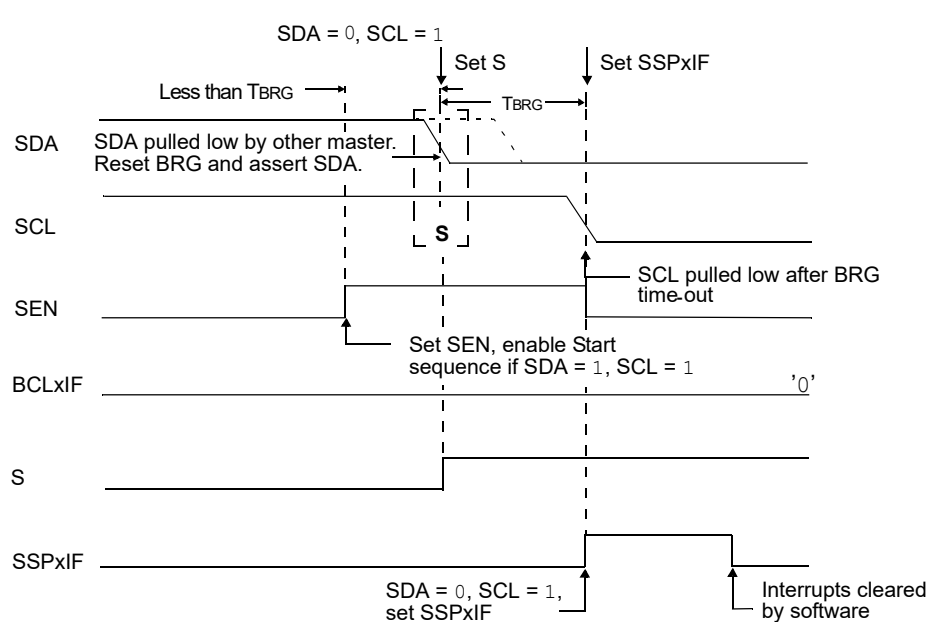 SDA = 0, SCL = 1
Set S
Set SSPxIF
Less than TBRG
TBRG
SDA
SDA pulled low by other master.
Reset BRG and assert SDA.
SCL
S
SCL pulled low after BRG
time-out
SEN
Set SEN, enable Start
sequence if SDA = 1, SCL = 1
BCLxIF
'0'
S
SSPxIF
SDA = 0, SCL = 1,
set SSPxIF
Interrupts cleared
by software